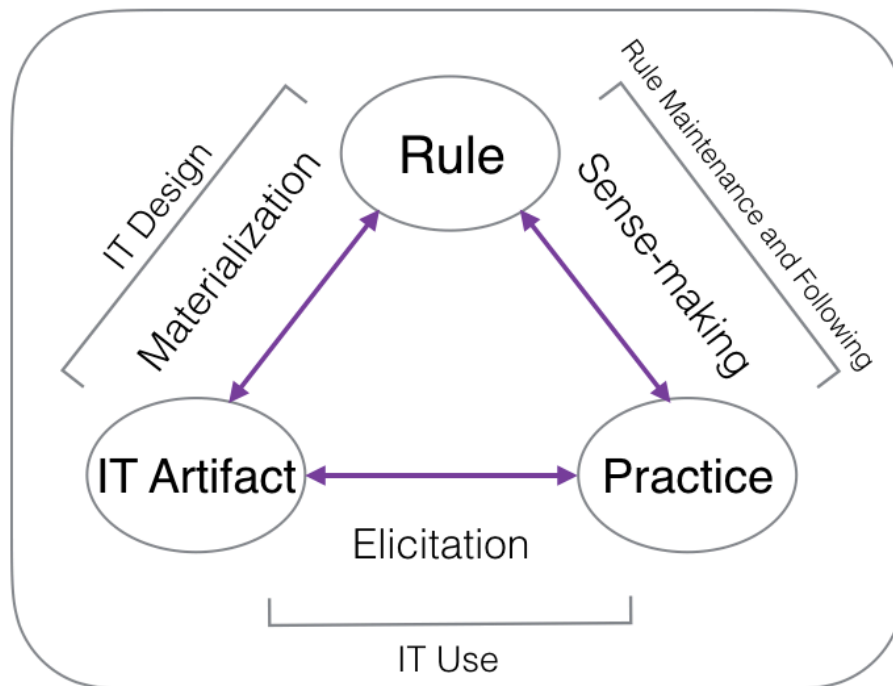 Rule
Rule Maintenance and Following
IT Design
Materialization
Sense-making
IT Artifact
Practice
Elicitation
IT Use